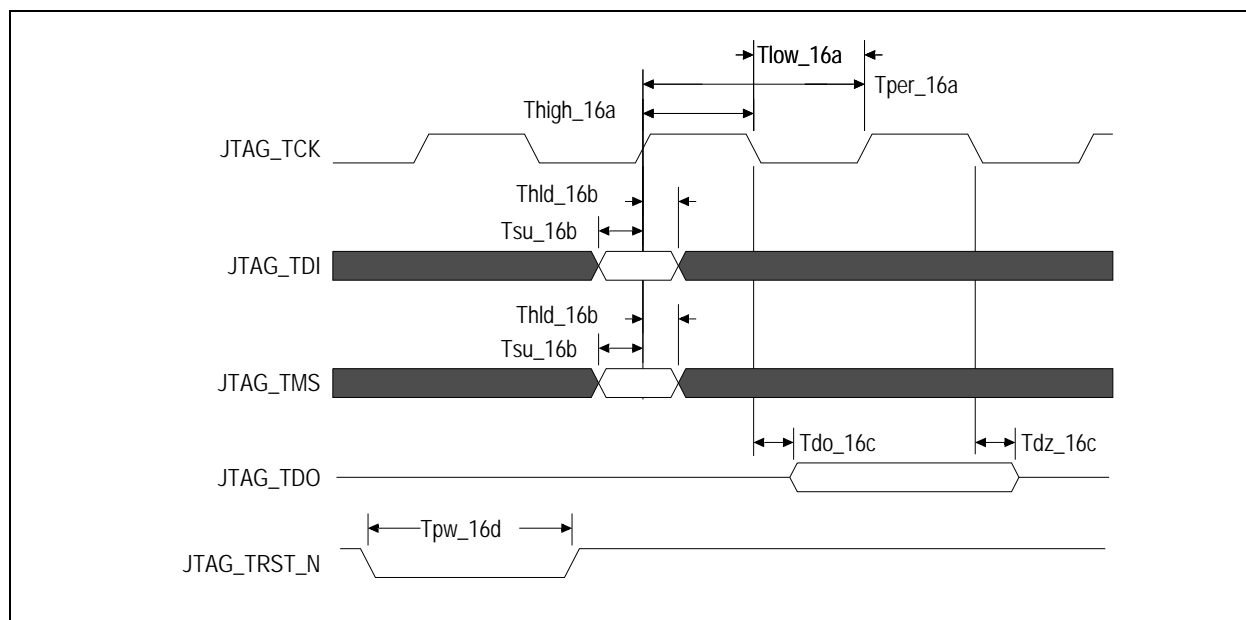 Tlow_16a
Tper_16a
Thigh_16a
JTAG_TCK
Thld_16b
Tsu_16b
JTAG_TDI
Thld_16b
Tsu_16b
JTAG_TMS
Tdo_16c
Tdz_16c
JTAG_TDO
Tpw_16d
JTAG_TRST_N